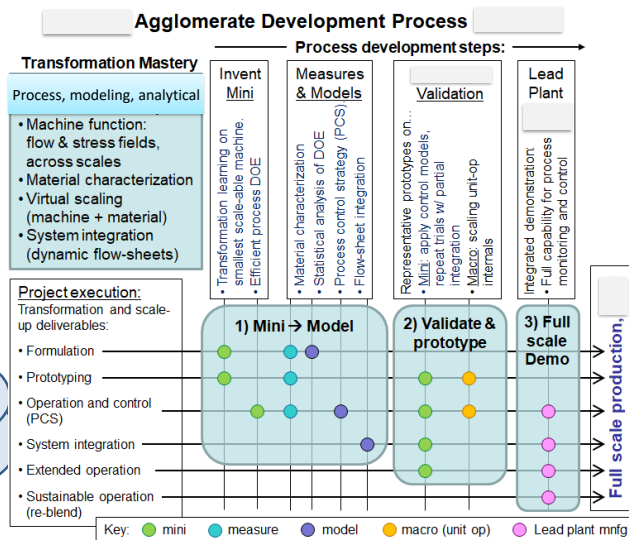 Agglomerate Development Process
Process development steps:
Transformation Mastery
Process, modeling, analytical
• Machine function:
flow & stress fields,
across scales
• Material characterization
• Virtual scaling
(machine + material)
• System integration
(dynamic flow-sheets)
Invent
Mini
• Transformation learning on
smallest scale-able machine.
• Efficient process DOE
Measures
& Models
• Material characterization
• Statistical analysis of DOE
• Process control strategy (PCS).
• Flow-sheet integration
Validation
Representative prototypes on...
• Mini: apply control models,
repeat trials w/ partial
integration
• Macro: scaling unit-op
internals
Lead
Plant
Integrated demonstration:
• Full capability for process
monitoring and control
Project execution:
Transformation and scale-
up deliverables:
• Formulation
• Prototyping
• Operation and control
(PCS)
• System integration
• Extended operation
• Sustainable operation
(re-blend)
1) Mini → Model
2) Validate &
prototype
3) Full
scale
Demo
Full scale production,
Key: mini measure model macro (unit op) Lead plant mnfg